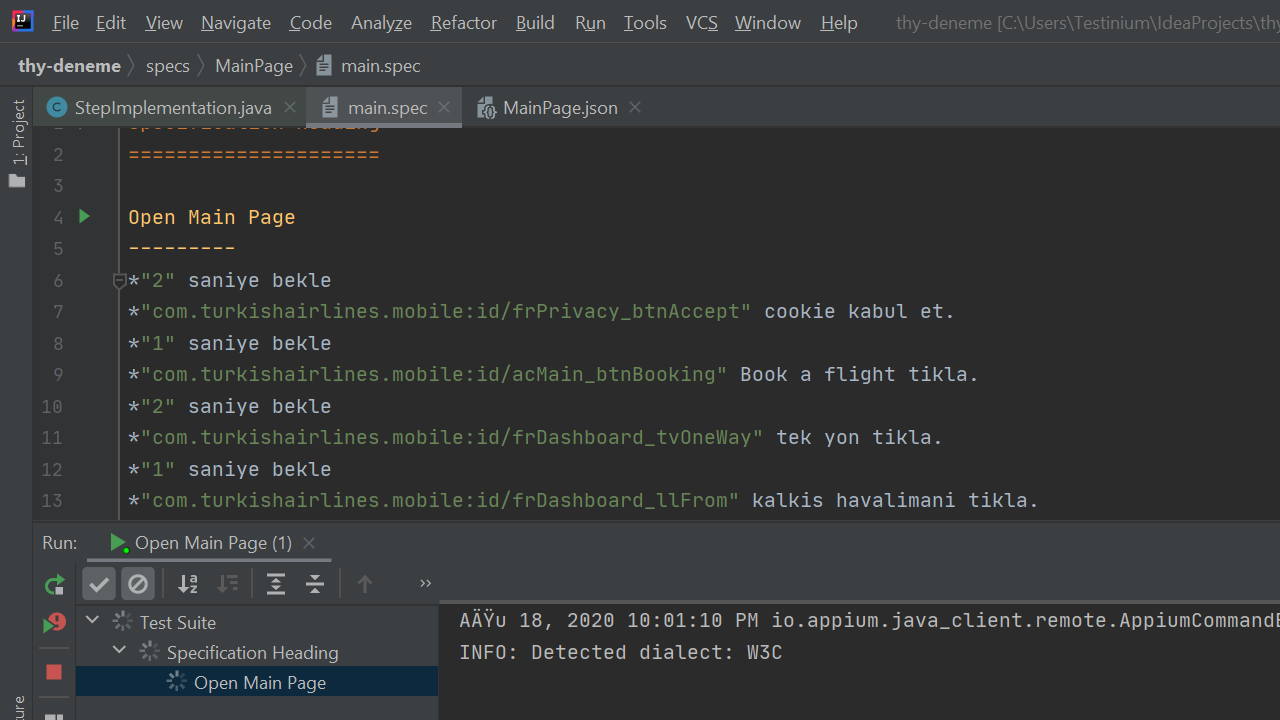 File Edit View Navigate Code Analyze Refactor Build Run Tools VCS Window Help thy-deneme [C:\Users\Testinium\IdeaProjects\thy
thy-deneme specs MainPage main.spec
StepImplementation.java main.spec MainPage.json
1: Project
Specification Heading
2 =====================
3
4 Open Main Page
5 ---------
6 *"2" saniye bekle
7 *"com.turkishairlines.mobile:id/frPrivacy_btnAccept" cookie kabul et.
8 *"1" saniye bekle
9 *"com.turkishairlines.mobile:id/acMain_btnBooking" Book a flight tikla.
10 *"2" saniye bekle
11 *"com.turkishairlines.mobile:id/frDashboard_tvOneWay" tek yon tikla.
12 *"1" saniye bekle
13 *"com.turkishairlines.mobile:id/frDashboard_llFrom" kalkis havalimani tikla.
Run: Open Main Page (1)
Test Suite
Specification Heading
Open Main Page
AÄŸu 18, 2020 10:01:10 PM io.appium.java_client.remote.AppiumCommandE
INFO: Detected dialect: W3C